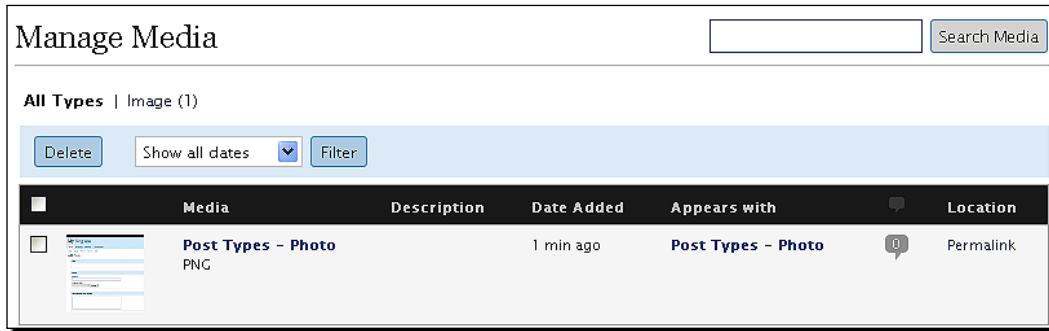 Manage Media
Search Media
All Types | Image (1)
Delete Show all dates Filter
Media Description Date Added Appears with Location
Post Types – Photo 1 min ago Post Types – Photo 0 Permalink
PNG